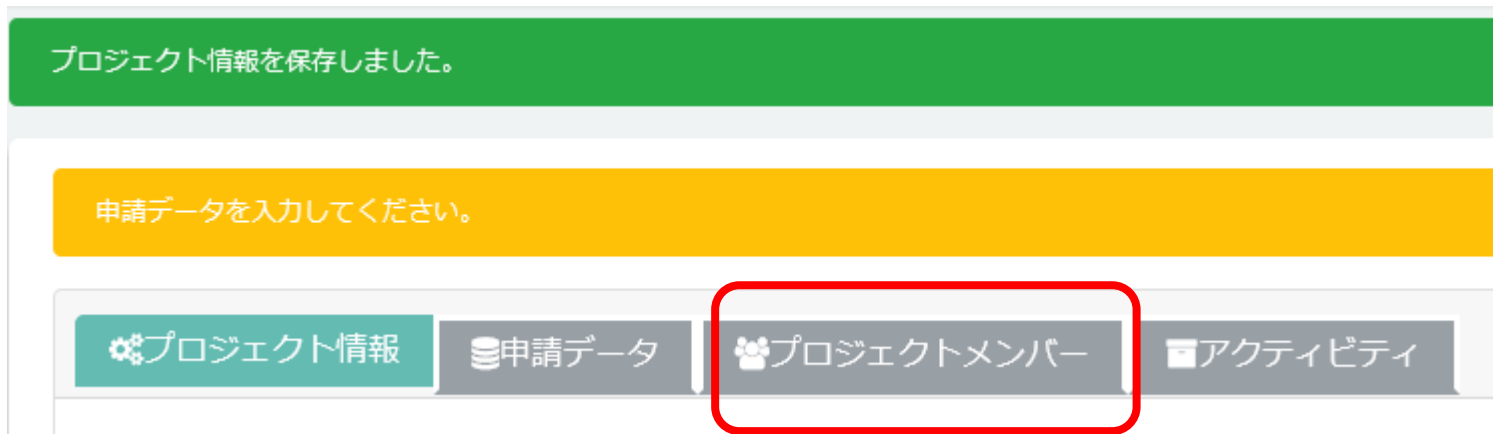 プロジェクト情報を保存しました。
申請データを入力してください。
プロジェクト情報 申請データ プロジェクトメンバー アクティビティ